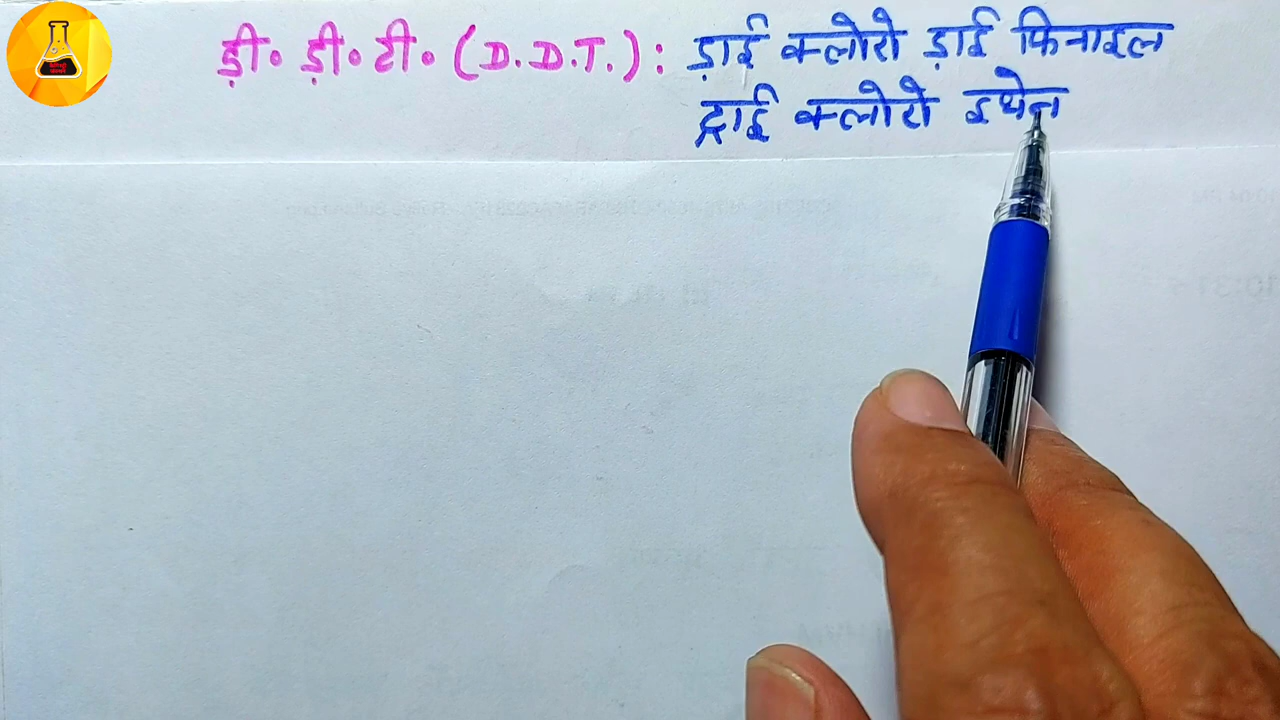 ड़ी॰ ड़ी॰ टी॰ (D.D.T.): ड़ाई क्लोरो ड़ाई फिनाइल
ट्राई क्लोरो इथेन